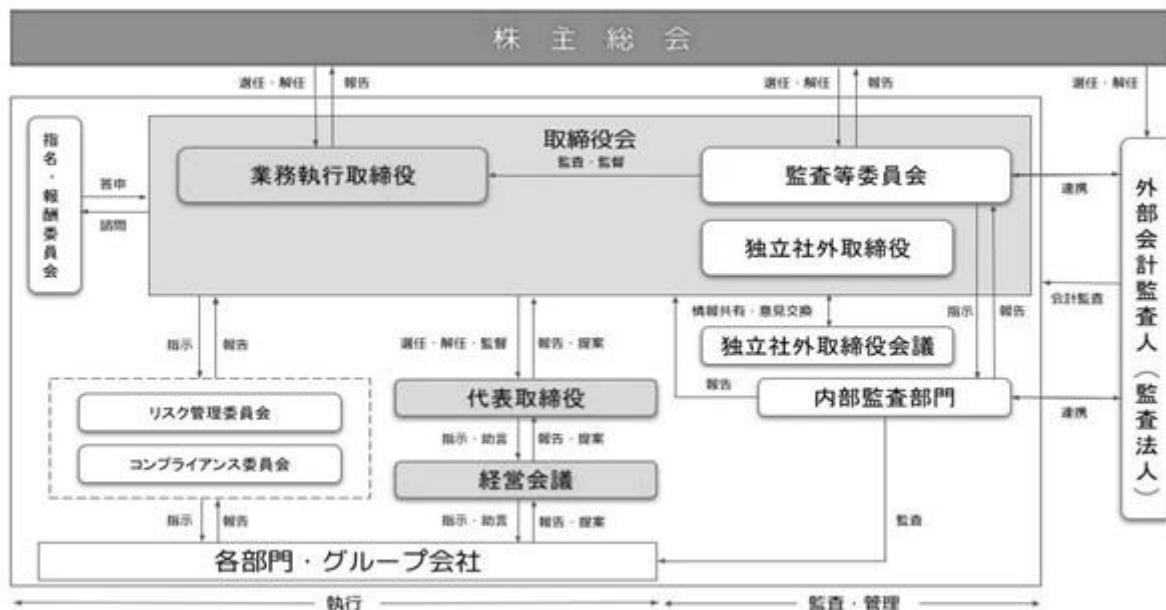 株主総会
選任・解任
報告
選任・解任
報告
選任・解任
指名・報酬委員会
答申
諮問
取締役会
業務執行取締役
監査・監督
監査等委員会
独立社外取締役
連携
外部会計監査人(監査法人)
会計監査
指示
報告
選任・解任・監督
報告・提案
情報共有・意見交換
指示
報告
独立社外取締役会議
報告
内部監査部門
連携
リスク管理委員会
コンプライアンス委員会
代表取締役
指示・助言
報告・提案
経営会議
指示
報告
指示・助言
報告・提案
監査
各部門・グループ会社
執行
監査・管理